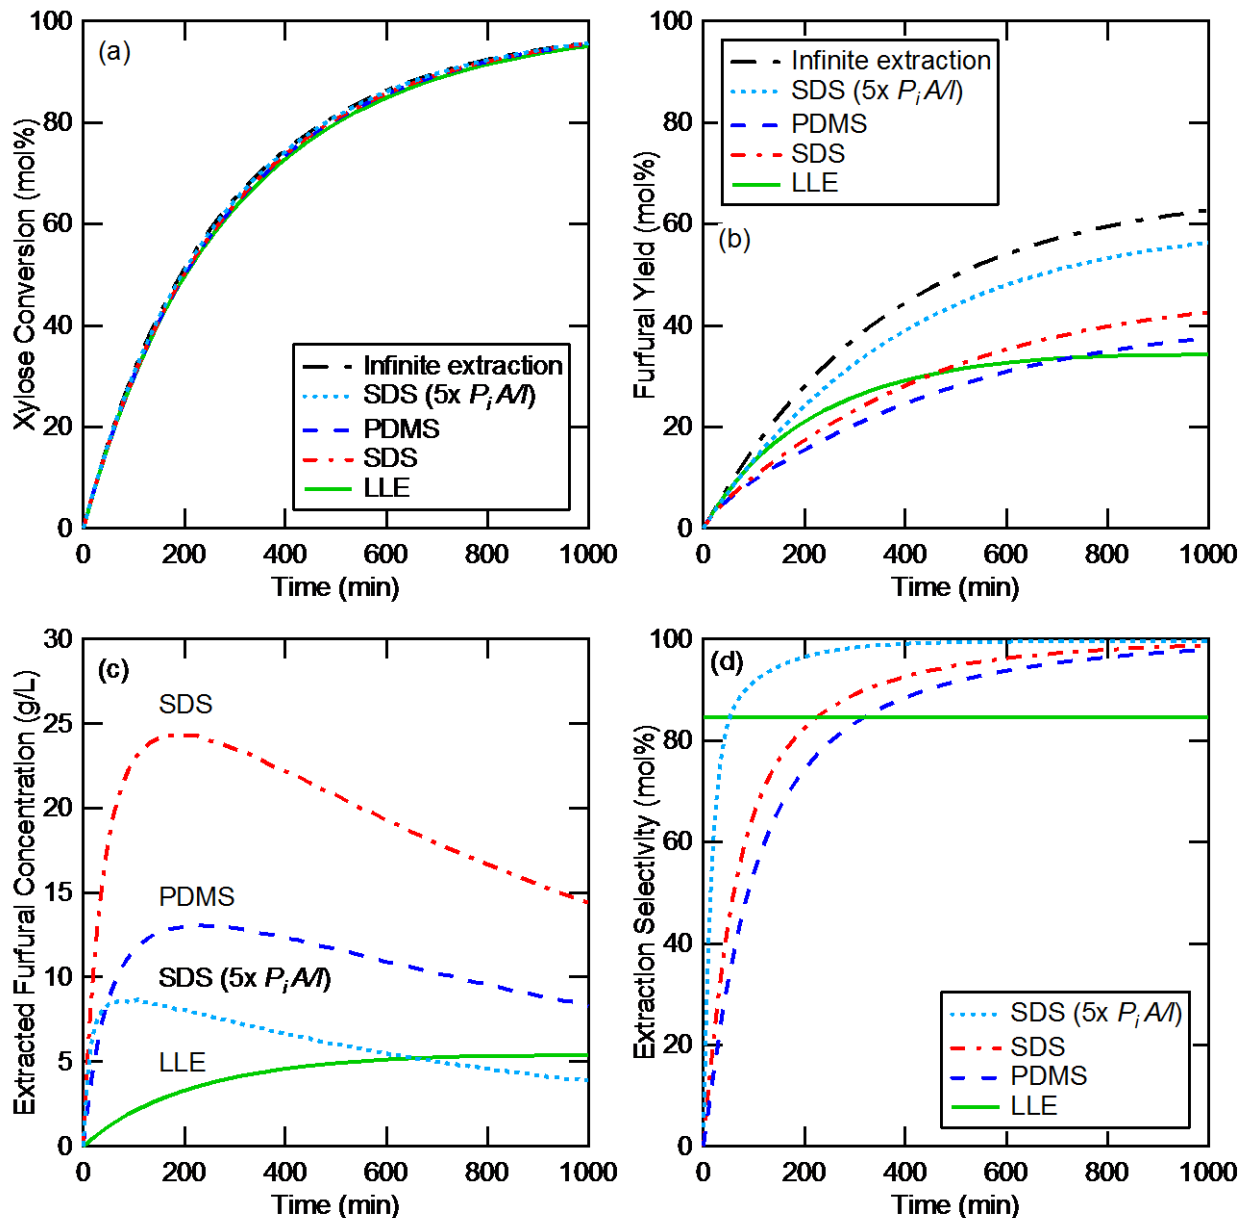 100
80
60
40
20
0
Xylose Conversion (mol%)
(a)
Infinite extraction
SDS (5x P_i A/l)
PDMS
SDS
LLE
0 200 400 600 800 1000
Time (min)
100
80
60
40
20
0
Furfural Yield (mol%)
Infinite extraction
SDS (5x P_i A/l)
PDMS
SDS
LLE
(b)
0 200 400 600 800 1000
Time (min)
30
25
20
15
10
5
0
Extracted Furfural Concentration (g/L)
(c)
SDS
PDMS
SDS (5x P_i A/l)
LLE
0 200 400 600 800 1000
Time (min)
100
80
60
40
20
0
Extraction Selectivity (mol%)
(d)
SDS (5x P_i A/l)
SDS
PDMS
LLE
0 200 400 600 800 1000
Time (min)